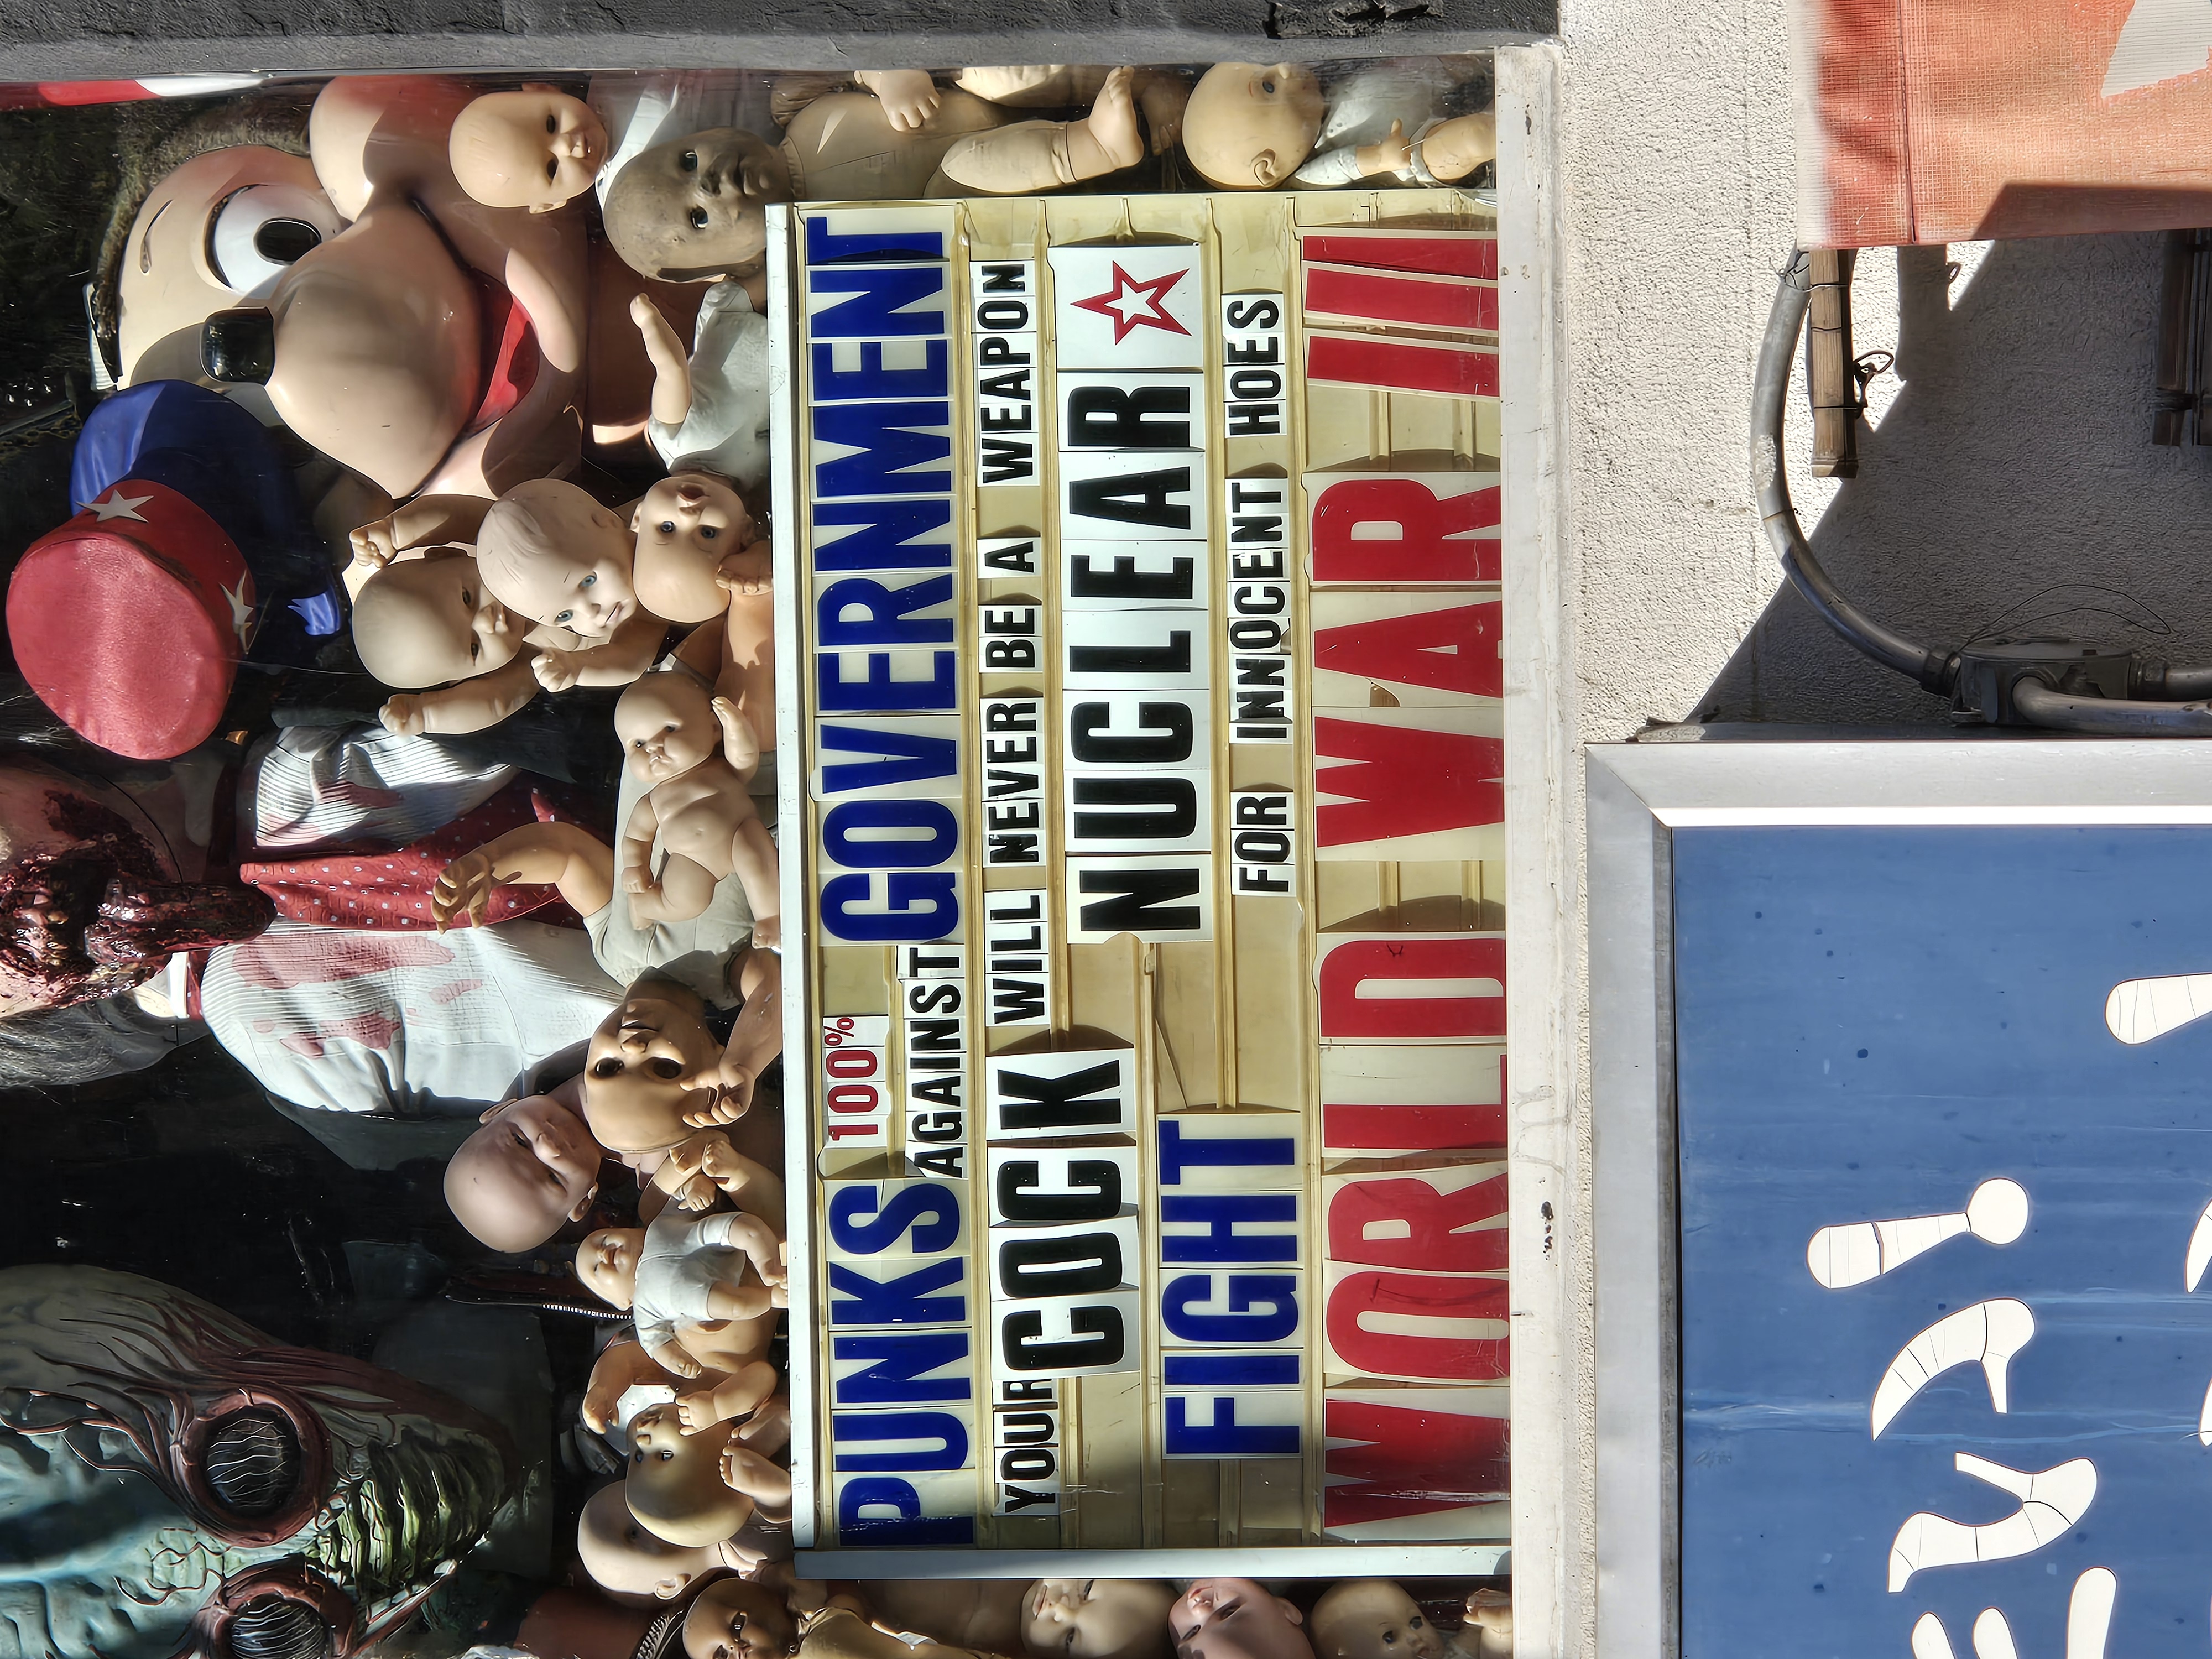 PUNKS 100% AGAINST GOVERNMENT
YOUR COCK WILL NEVER BE A WEAPON
NUCLEAR
FIGHT FOR INNOCENT HOES
WORLD WAR III